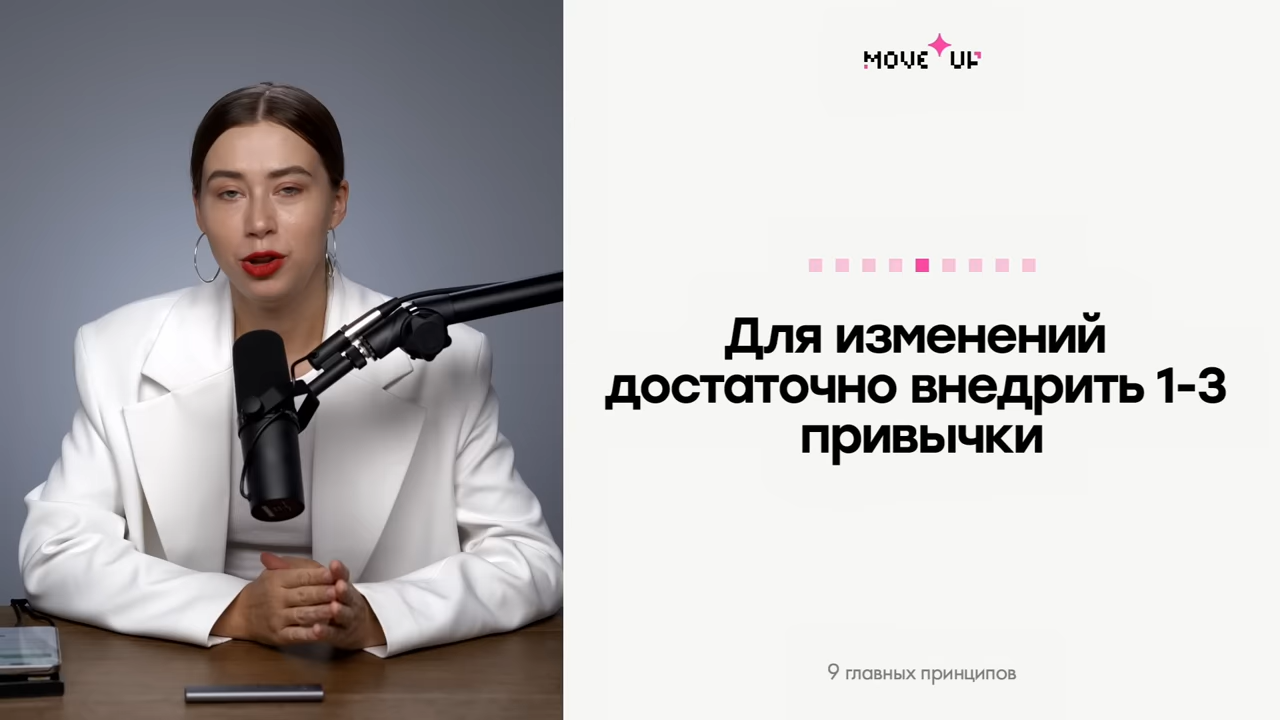 MOVE UP
Для изменений
достаточно внедрить 1-3
привычки
9 главных принципов